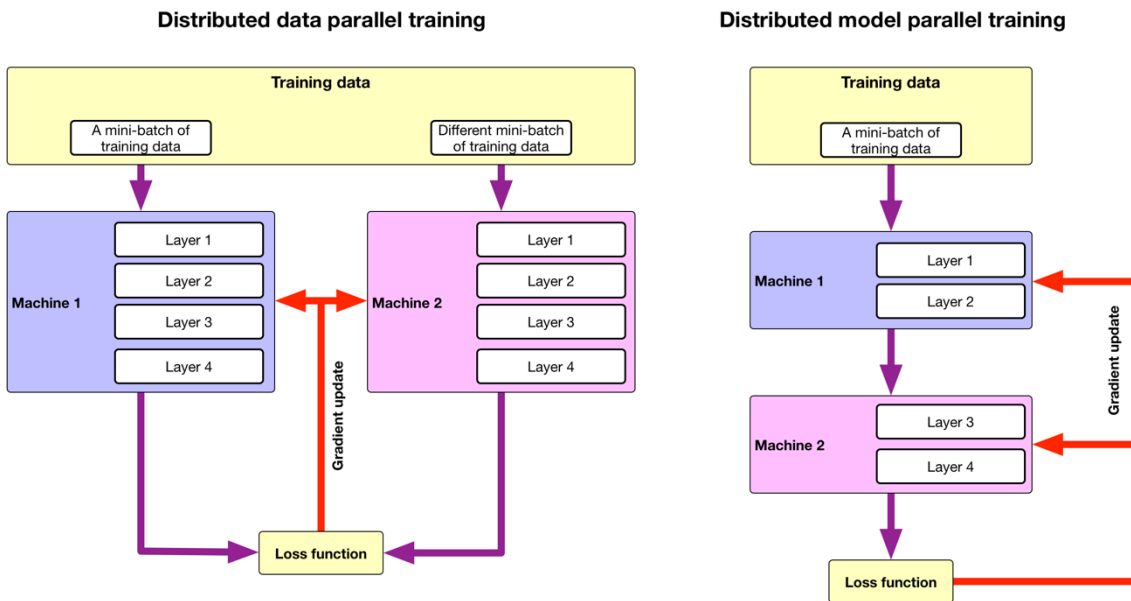 Distributed data parallel training
Training data
A mini-batch of
training data
Different mini-batch
of training data
Machine 1
Layer 1
Layer 2
Layer 3
Layer 4
Machine 2
Layer 1
Layer 2
Layer 3
Layer 4
Gradient update
Loss function
Distributed model parallel training
Training data
A mini-batch of
training data
Machine 1
Layer 1
Layer 2
Machine 2
Layer 3
Layer 4
Gradient update
Loss function